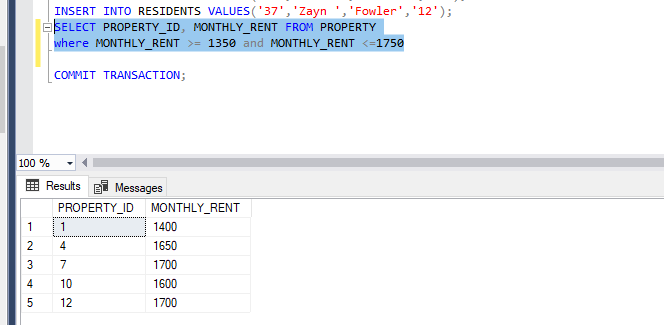 INSERT INTO RESIDENTS VALUES('37','Zayn ','Fowler','12');
SELECT PROPERTY_ID, MONTHLY_RENT FROM PROPERTY
where MONTHLY_RENT >= 1350 and MONTHLY_RENT <=1750
COMMIT TRANSACTION;
100 %
Results Messages
PROPERTY_ID MONTHLY_RENT
1 1 1400
2 4 1650
3 7 1700
4 10 1600
5 12 1700